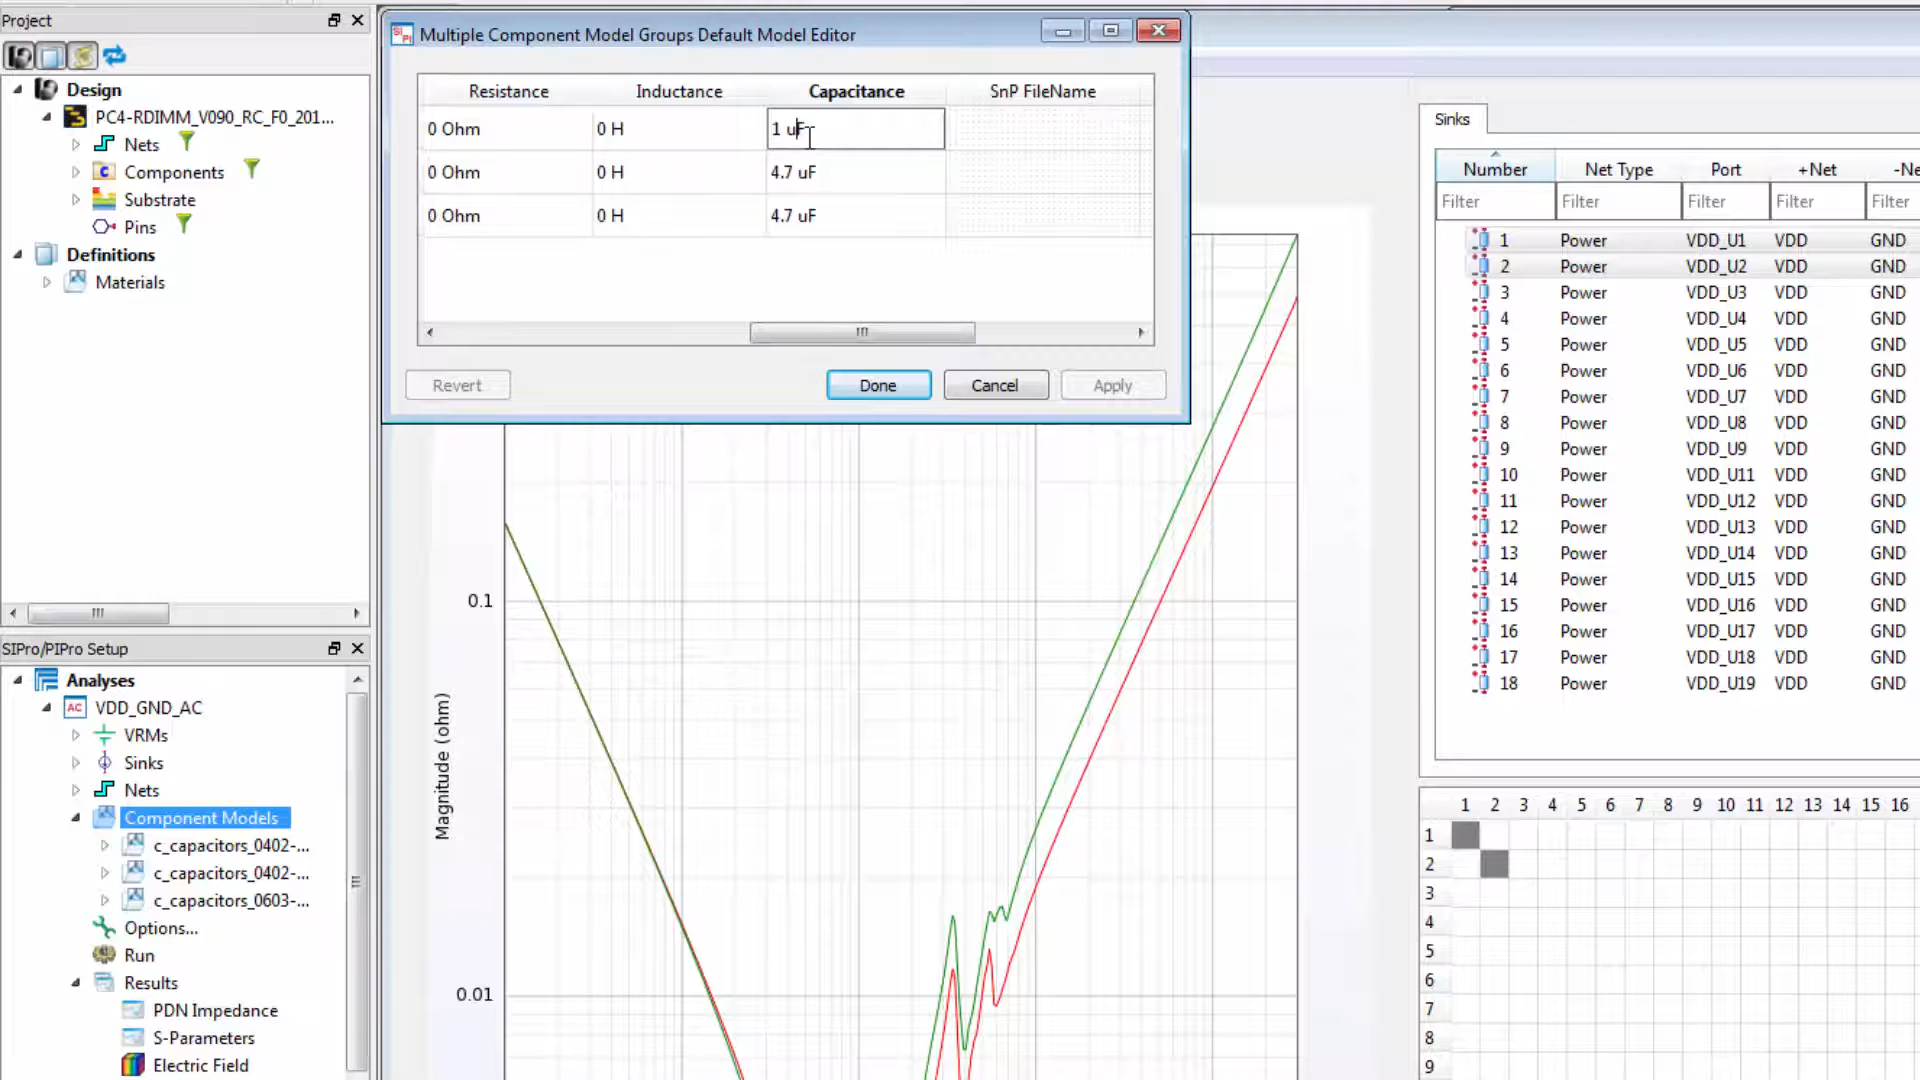 Project
Design
PC4-RDIMM_V090_RC_F0_201...
Nets
Components
Substrate
Pins
Definitions
Materials
SIPro/PIPro Setup
Analyses
AC VDD_GND_AC
VRMs
Sinks
Nets
Component Models
c_capacitors_0402-...
c_capacitors_0402-...
c_capacitors_0603-...
Options...
Run
Results
PDN Impedance
S-Parameters
Electric Field
Multiple Component Model Groups Default Model Editor
Resistance Inductance Capacitance SnP FileName
0 Ohm 0 H 1 uF
0 Ohm 0 H 4.7 uF
0 Ohm 0 H 4.7 uF
Revert Done Cancel Apply
0.1
Magnitude (ohm)
0.01
Sinks
Number Net Type Port +Net -Ne
Filter Filter Filter Filter Filter
1 Power VDD_U1 VDD GND
2 Power VDD_U2 VDD GND
3 Power VDD_U3 VDD GND
4 Power VDD_U4 VDD GND
5 Power VDD_U5 VDD GND
6 Power VDD_U6 VDD GND
7 Power VDD_U7 VDD GND
8 Power VDD_U8 VDD GND
9 Power VDD_U9 VDD GND
10 Power VDD_U11 VDD GND
11 Power VDD_U12 VDD GND
12 Power VDD_U13 VDD GND
13 Power VDD_U14 VDD GND
14 Power VDD_U15 VDD GND
15 Power VDD_U16 VDD GND
16 Power VDD_U17 VDD GND
17 Power VDD_U18 VDD GND
18 Power VDD_U19 VDD GND
1 2 3 4 5 6 7 8 9 10 11 12 13 14 15 16
1
2
3
4
5
6
7
8
9